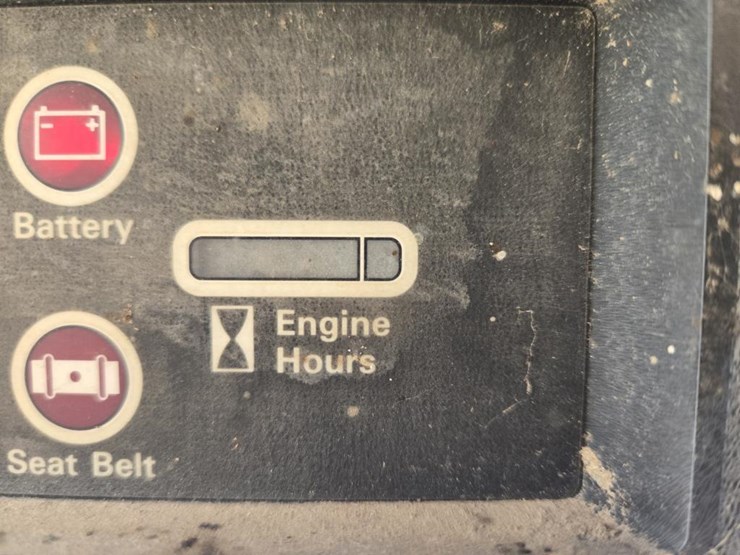 Battery
Engine
Hours
Seat Belt